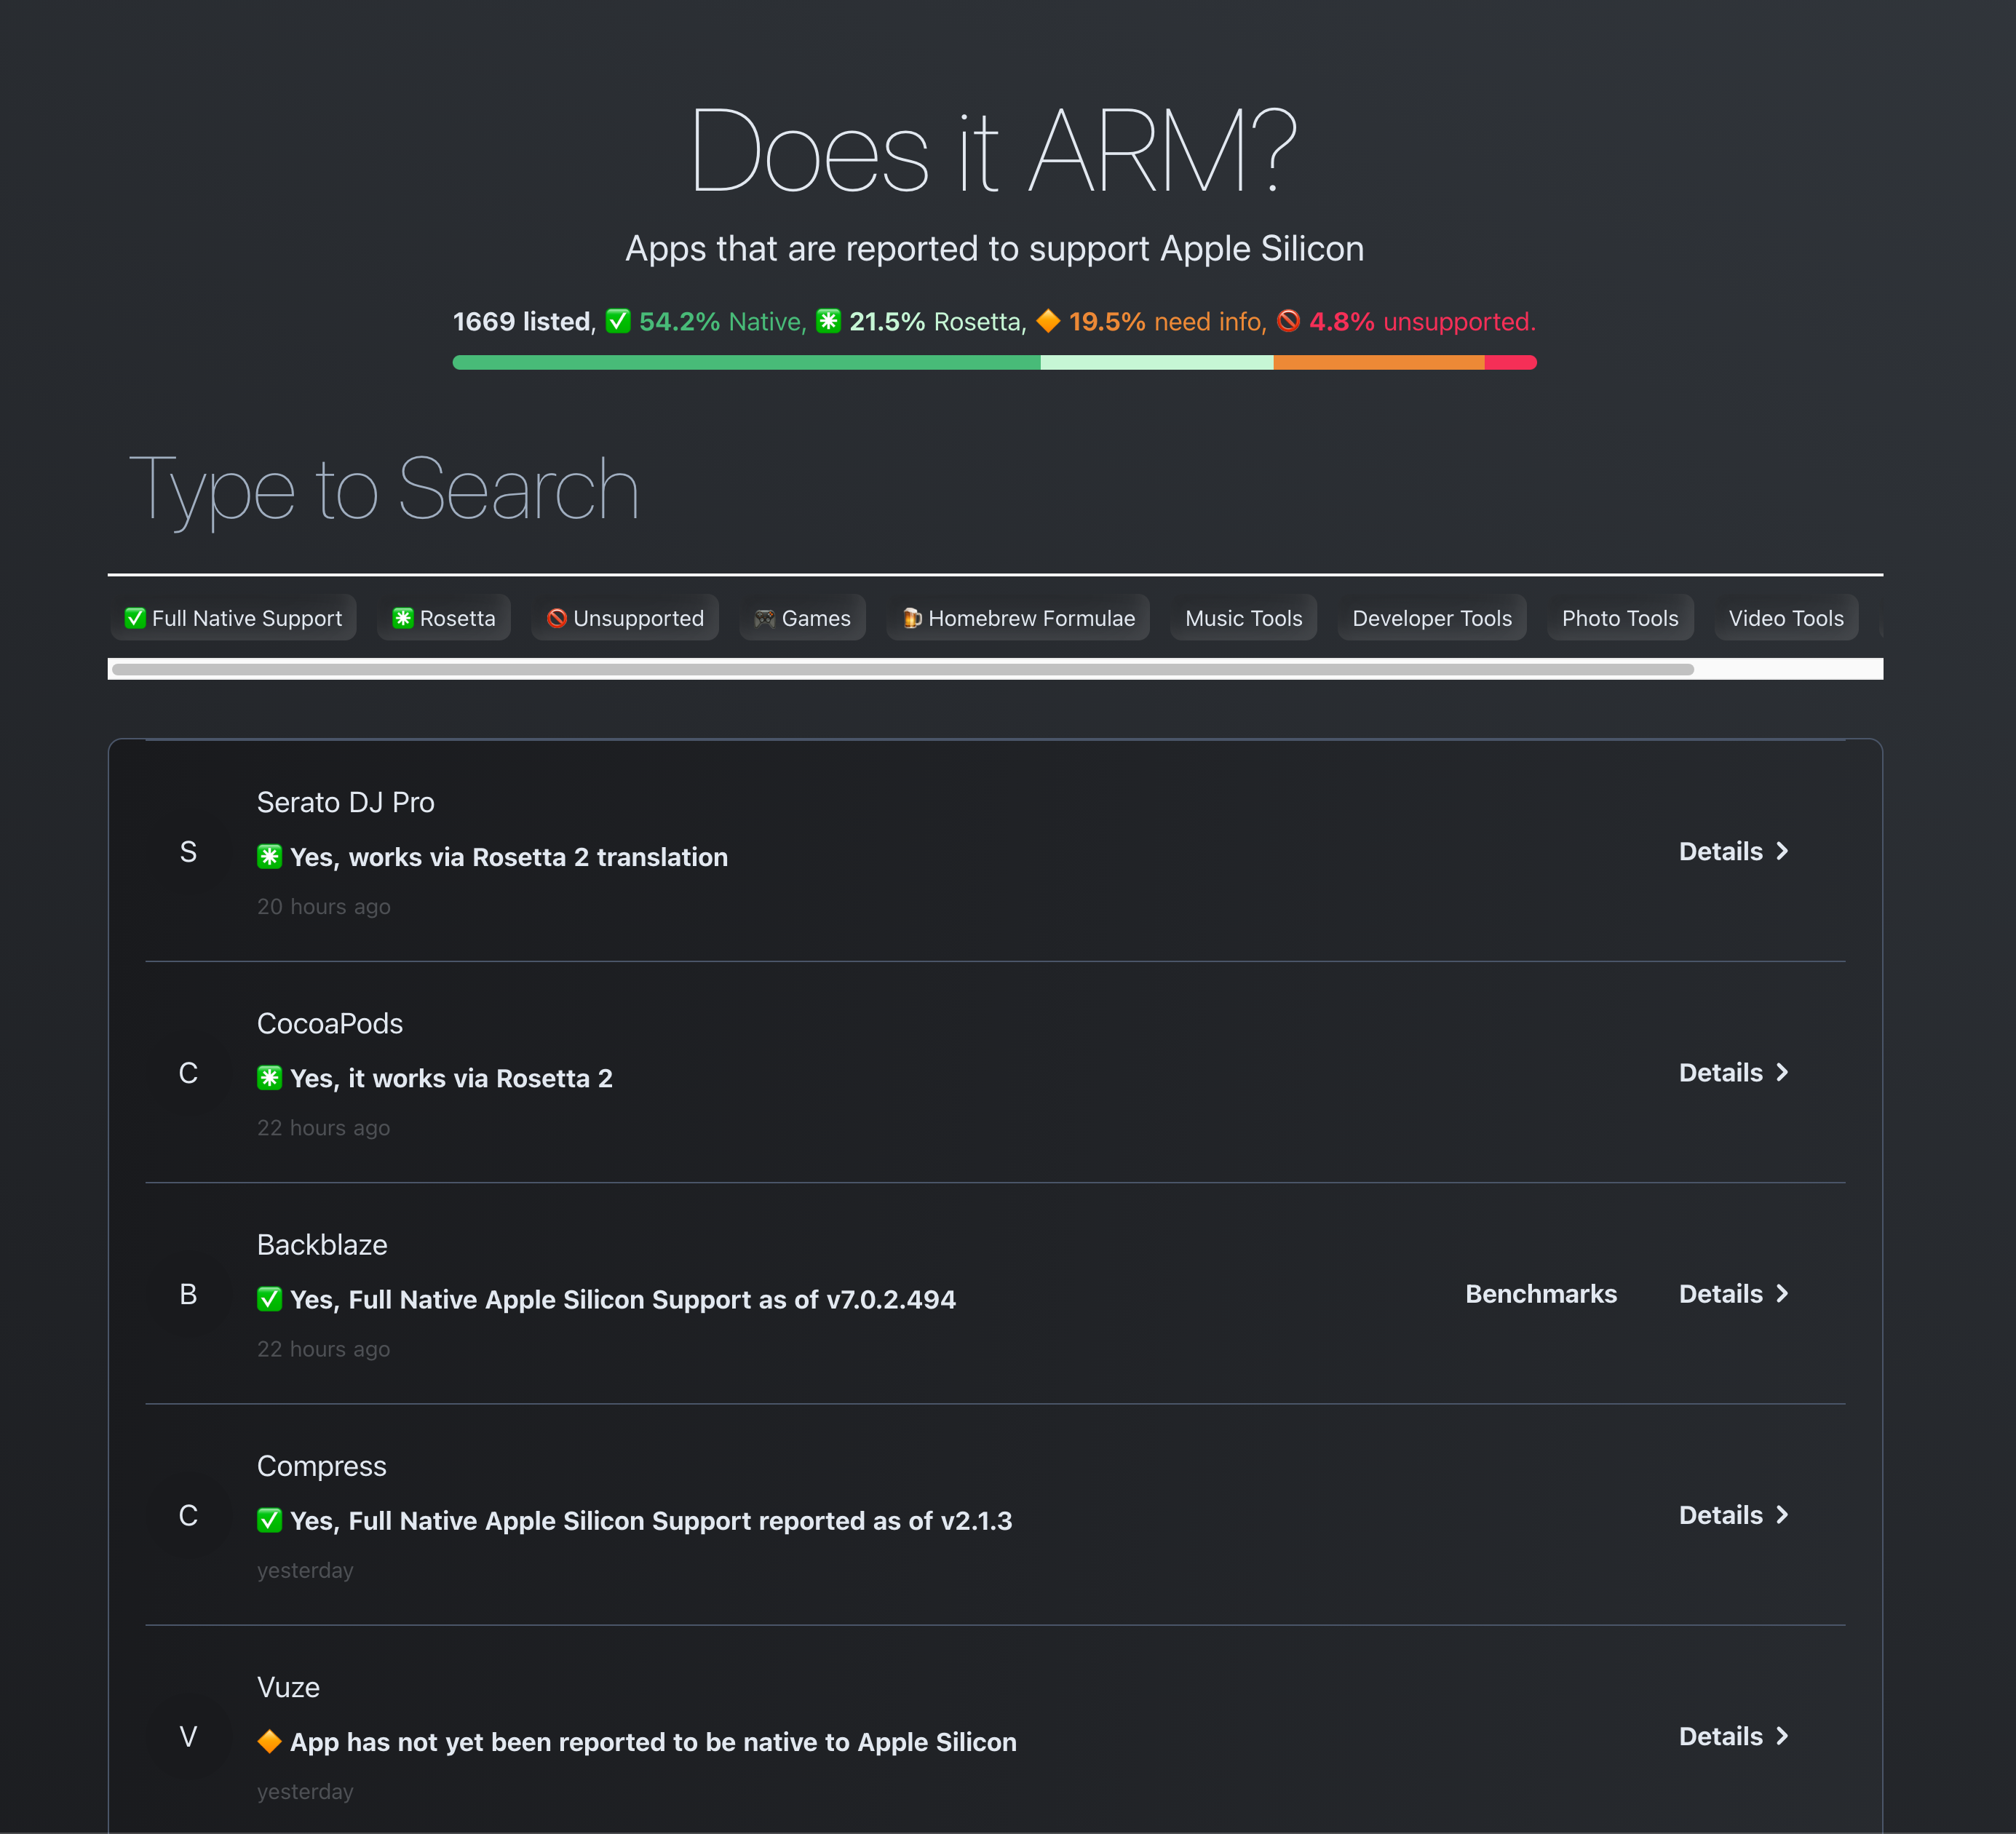 Does it ARM?
Apps that are reported to support Apple Silicon
1669 listed, ✅ 54.2% Native, ✳️ 21.5% Rosetta, 🔶 19.5% need info, 🚫 4.8% unsupported.
Type to Search
✅ Full Native Support ✳️ Rosetta 🚫 Unsupported 🎮 Games 🍺 Homebrew Formulae Music Tools Developer Tools Photo Tools Video Tools
Serato DJ Pro
S
✳️ Yes, works via Rosetta 2 translation
Details
20 hours ago
CocoaPods
C
✳️ Yes, it works via Rosetta 2
Details
22 hours ago
Backblaze
B
✅ Yes, Full Native Apple Silicon Support as of v7.0.2.494
Benchmarks Details
22 hours ago
Compress
C
✅ Yes, Full Native Apple Silicon Support reported as of v2.1.3
Details
yesterday
Vuze
V
🔶 App has not yet been reported to be native to Apple Silicon
Details
yesterday